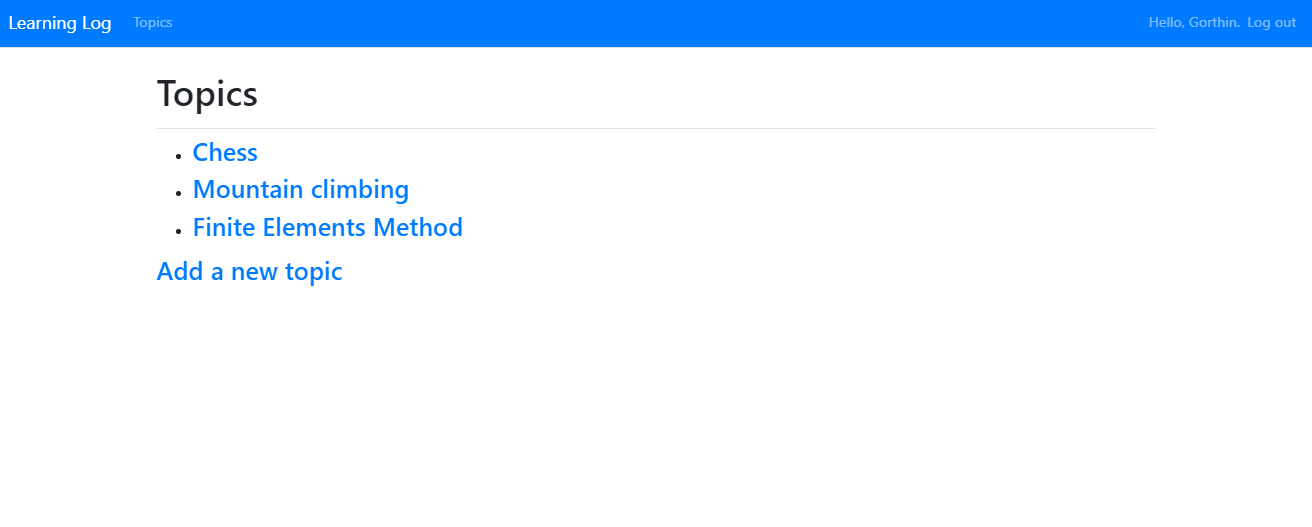 Learning Log Topics Hello, Gorthin. Log out
Topics
Chess
Mountain climbing
Finite Elements Method
Add a new topic